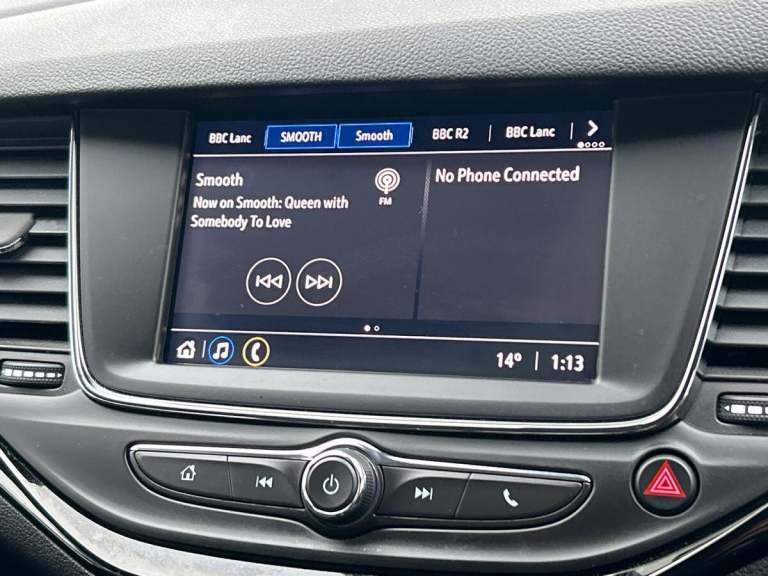 BBC Lanc SMOOTH Smooth BBC R2 BBC Lanc
Smooth
FM
Now on Smooth: Queen with
Somebody To Love
No Phone Connected
14° 1:13